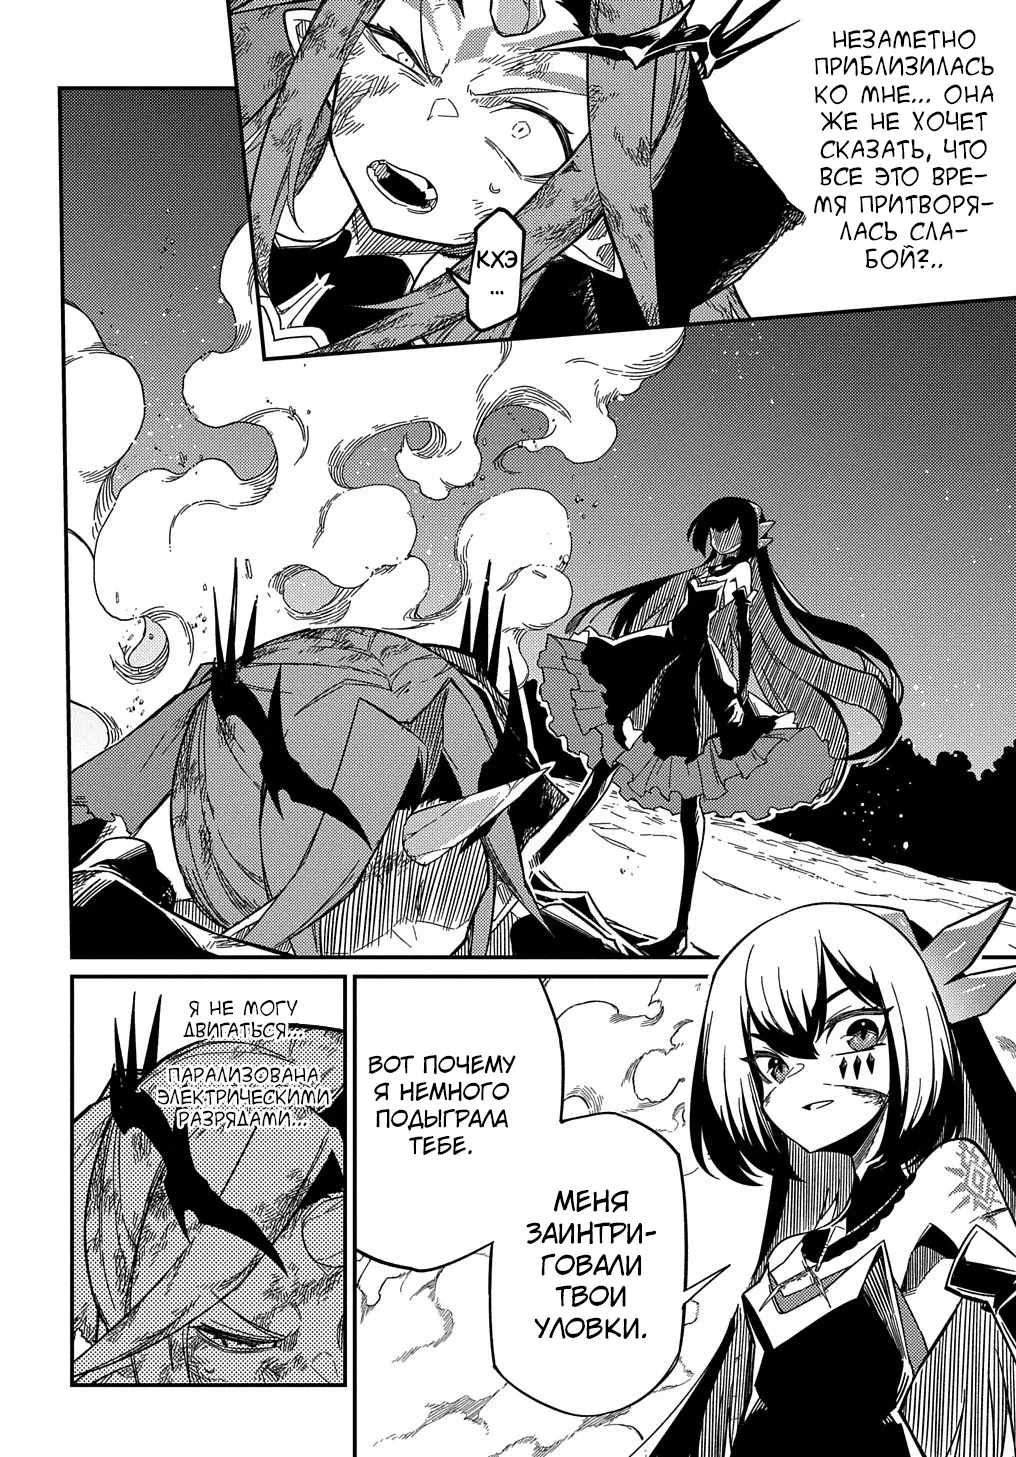 НЕЗАМЕТНО
ПРИБЛИЗИЛАСЬ
КО МНЕ... ОНА
ЖЕ НЕ ХОЧЕТ
СКАЗАТЬ, ЧТО
ВСЕ ЭТО ВРЕ-
МЯ ПРИТВОРЯ-
ЛАСЬ СЛА-
БОЙ?..
КХЭ
...
Я НЕ МОГУ
ДВИГАТЬСЯ...
ПАРАЛИЗОВАНА
ЭЛЕКТРИЧЕСКИМИ
РАЗРЯДАМИ...
ВОТ ПОЧЕМУ
Я НЕМНОГО
ПОДЫГРАЛА
ТЕБЕ.
МЕНЯ
ЗАИНТРИ-
ГОВАЛИ
ТВОИ
УЛОВКИ.